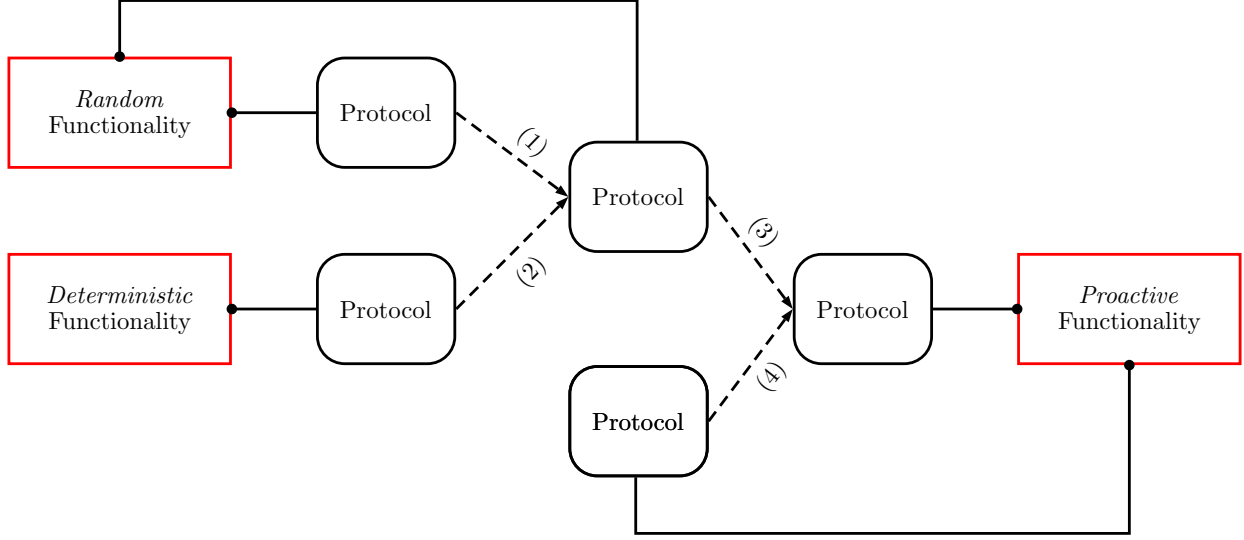 Random
Functionality
Protocol
(1)
Protocol
Deterministic
Functionality
Protocol
(2)
(3)
Protocol
Proactive
Functionality
Protocol
(4)